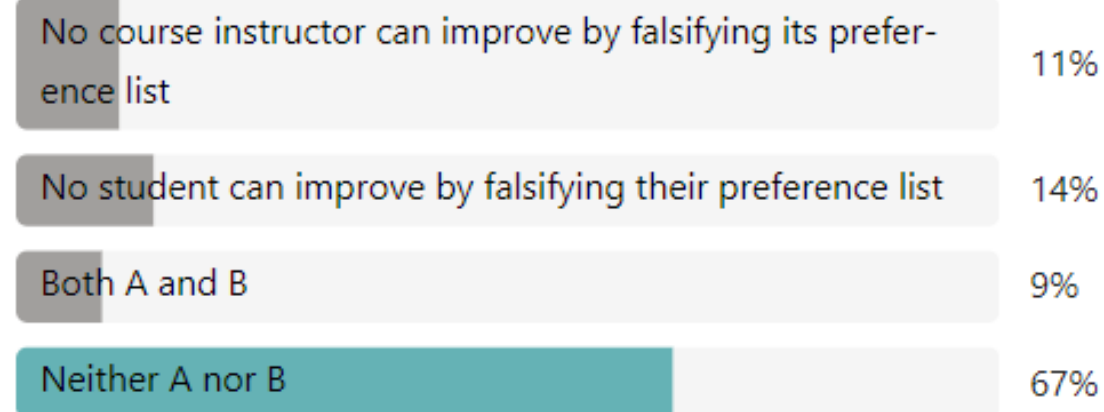 No course instructor can improve by falsifying its prefer-
ence list
11%
No student can improve by falsifying their preference list
14%
Both A and B
9%
Neither A nor B
67%